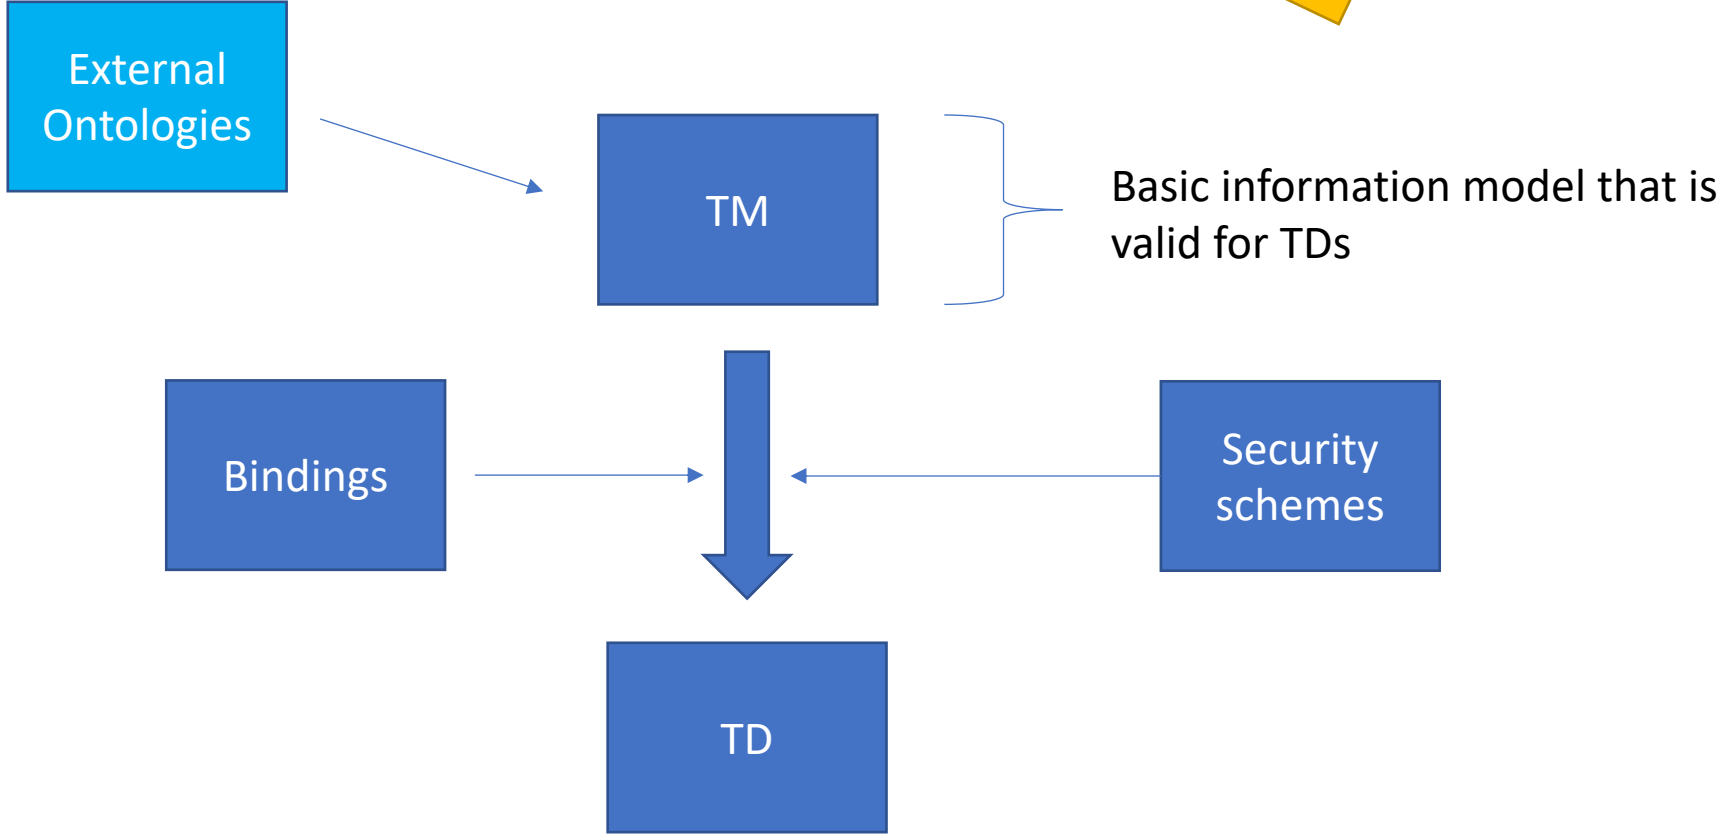 External
Ontologies
TM
Basic information model that is
valid for TDs
Bindings
Security
schemes
TD